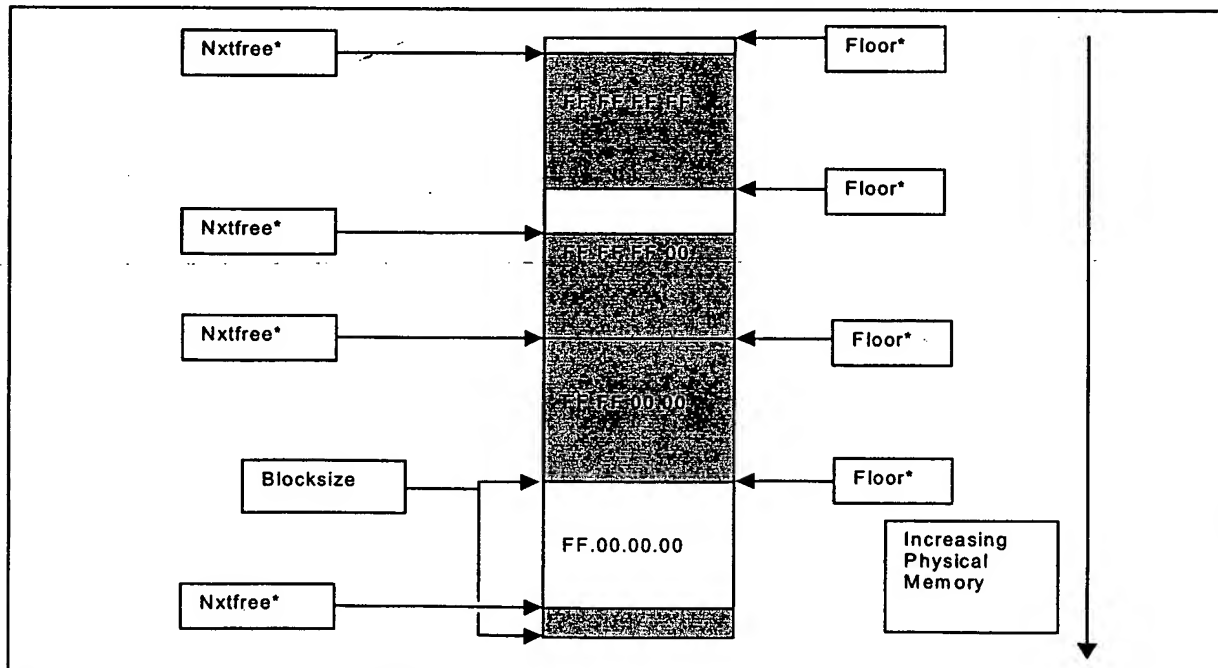 Nxtfree*
Floor*
FF.FF.FF.FF
Floor*
Nxtfree*
FF.FF.FF.00
Nxtfree*
Floor*
FF.FF.00.00
Blocksize
Floor*
FF.00.00.00
Increasing
Physical
Memory
Nxtfree*